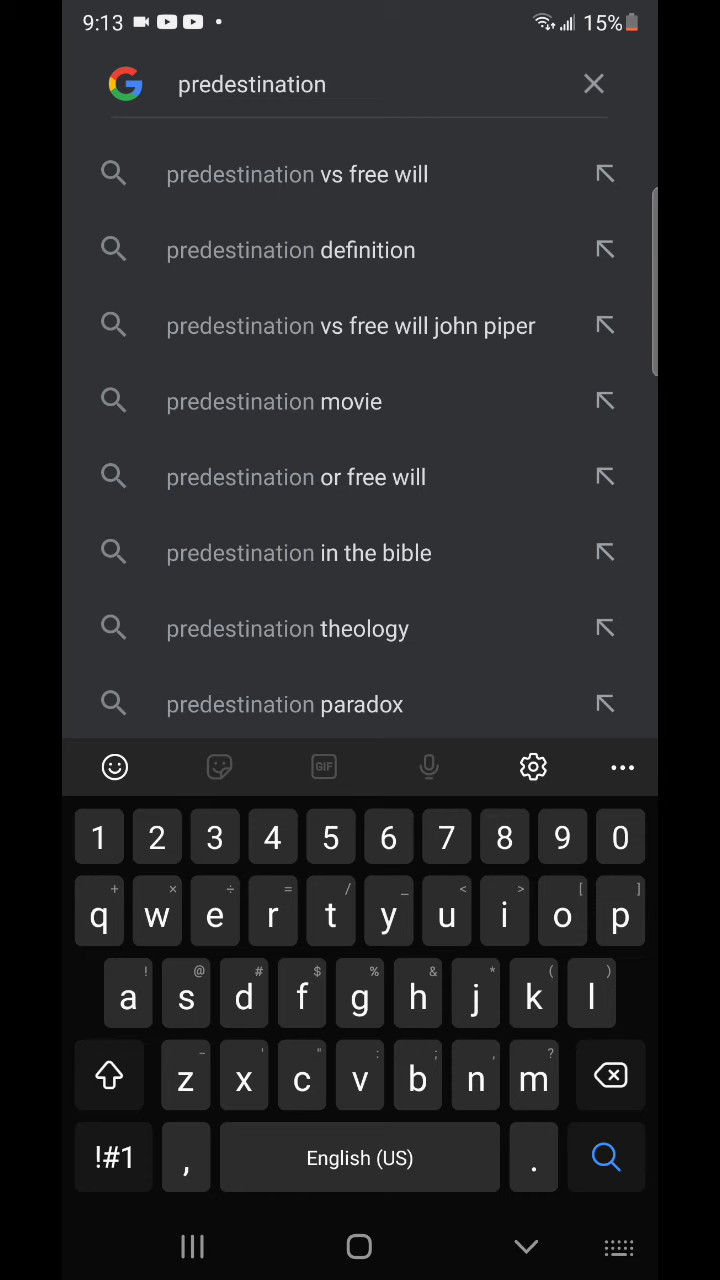 9:13 15%
predestination
predestination vs free will
predestination definition
predestination vs free will john piper
predestination movie
predestination or free will
predestination in the bible
predestination theology
predestination paradox
GIF
1 2 3 4 5 6 7 8 9 0
+ × ÷ = / _ < > [ ]
q w e r t y u i o p
! @ # $ % & * ( )
a s d f g h j k l
- ' " : ; , ?
z x c v b n m
!#1 , English (US) .